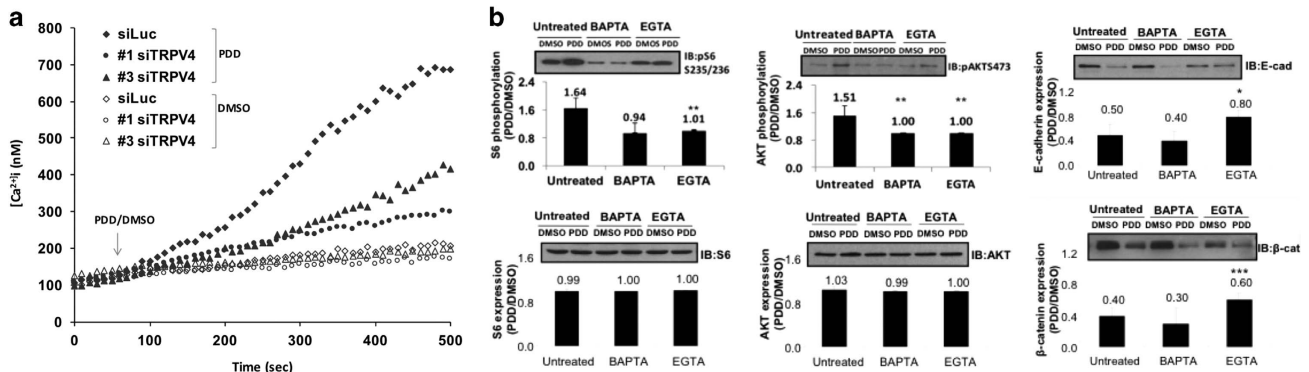 a
800
700
600
500
400
300
200
100
0
[Ca²⁺i (nM)
siLuc
#1 siTRPV4
#3 siTRPV4
PDD
siLuc
#1 siTRPV4
#3 siTRPV4
DMSO
PDD/DMSO
0 100 200 300 400 500
Time (sec)
b
Untreated BAPTA EGTA
DMSO PDD DMOS PDD DMOS PDD
IB:pS6
S235/236
S6 phosphorylation
(PDD/DMSO)
2.4
1.6
0.8
0.0
1.64
0.94
**
1.01
Untreated BAPTA EGTA
Untreated BAPTA EGTA
DMSO PDD DMSO PDD DMSO PDD
IB:pAKTS473
AKT phosphorylation
(PDD/DMSO)
2.8
2.0
1.2
0.4
1.51
**
1.00
**
1.00
Untreated BAPTA EGTA
Untreated BAPTA EGTA
DMSO PDD DMSO PDD DMSO PDD
IB:E-cad
E-cadherin expression
(PDD/DMSO)
1.2
0.8
0.4
0.0
0.50
0.40
*
0.80
Untreated BAPTA EGTA
Untreated BAPTA EGTA
DMSO PDD DMSO PDD DMSO PDD
IB:S6
S6 expression
(PDD/DMSO)
1.6
0.8
0.0
0.99
1.00
1.00
Untreated BAPTA EGTA
Untreated BAPTA EGTA
DMSO PDD DMSO PDD DMSO PDD
IB:AKT
AKT expression
(PDD/DMSO)
1.6
0.8
0.0
1.03
0.99
1.00
Untreated BAPTA EGTA
Untreated BAPTA EGTA
DMSO PDD DMSO PDD DMSO PDD
IB:β-cat
β-catenin expression
(PDD/DMSO)
1.2
0.8
0.4
0.0
0.40
0.30
***
0.60
Untreated BAPTA EGTA